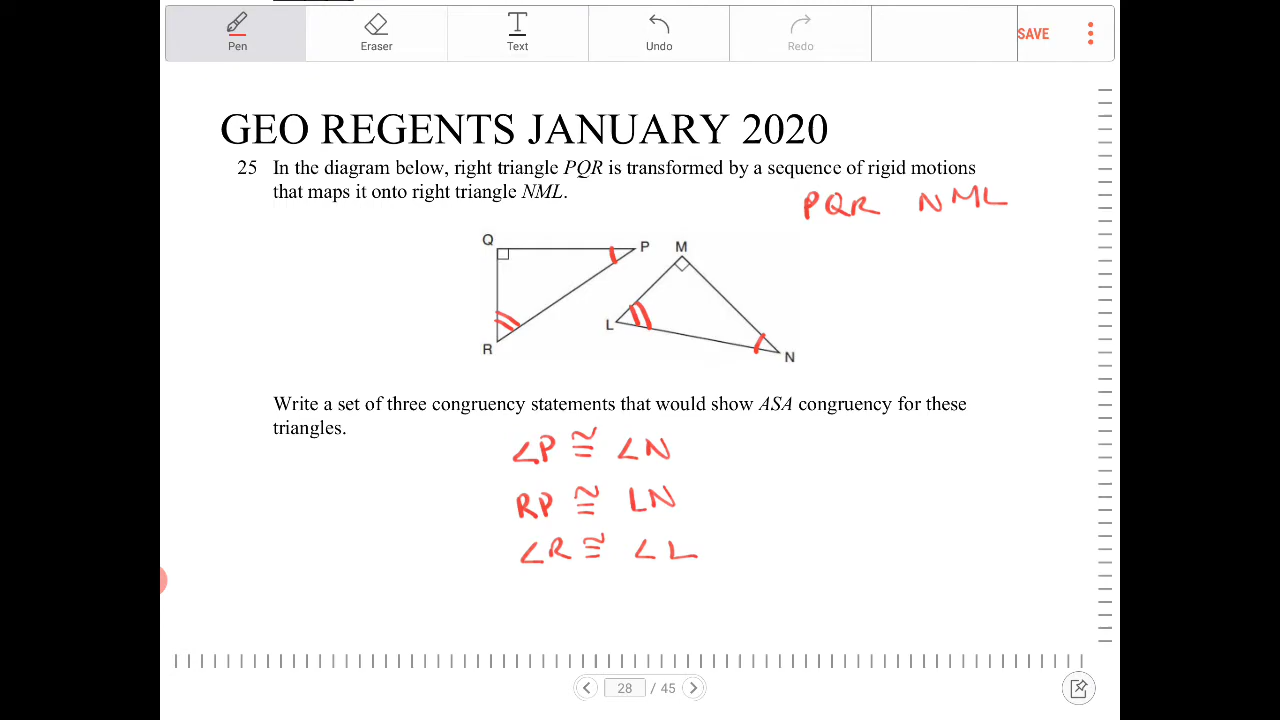 Pen Eraser Text Undo Redo SAVE
GEO REGENTS JANUARY 2020
25 In the diagram below, right triangle PQR is transformed by a sequence of rigid motions
that maps it onto right triangle NML.
PQR NML
Q P M
L
R N
Write a set of three congruency statements that would show ASA congruency for these
triangles.
∠P ≅ ∠N
RP ≅ LN
∠R ≅ ∠L
28 / 45